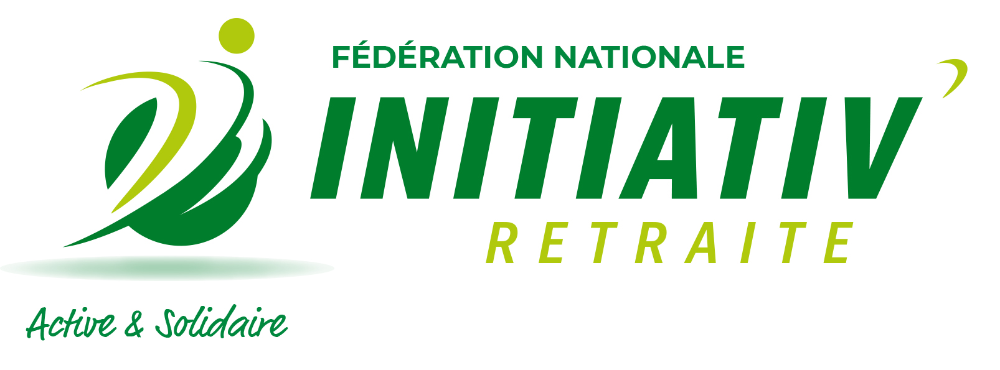 FÉDÉRATION NATIONALE
INITIATIV’
RETRAITE
Active & Solidaire